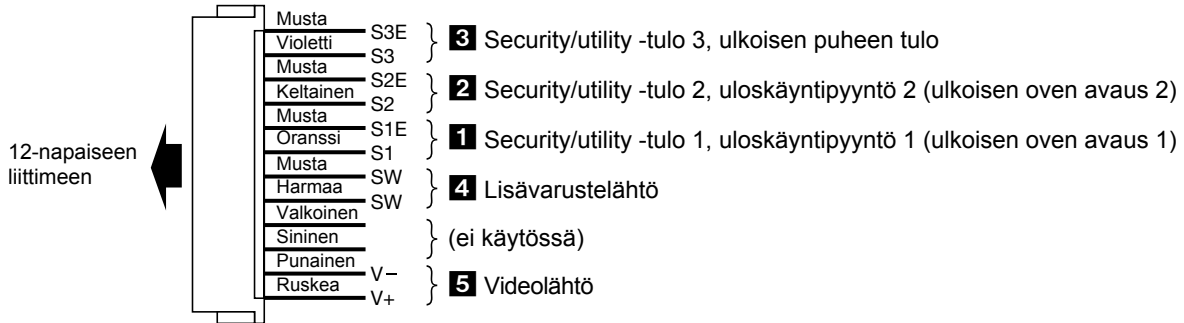 Musta
S3E
Violetti
S3
3 Security/utility -tulo 3, ulkoisen puheen tulo
Musta
S2E
Keltainen
S2
2 Security/utility -tulo 2, uloskäyntipyyntö 2 (ulkoisen oven avaus 2)
Musta
S1E
Oranssi
S1
1 Security/utility -tulo 1, uloskäyntipyyntö 1 (ulkoisen oven avaus 1)
12-napaiseen
liittimeen
Musta
SW
Harmaa
SW
4 Lisävarustelähtö
Valkoinen
Sininen
(ei käytössä)
Punainen
V−
Ruskea
V+
5 Videolähtö